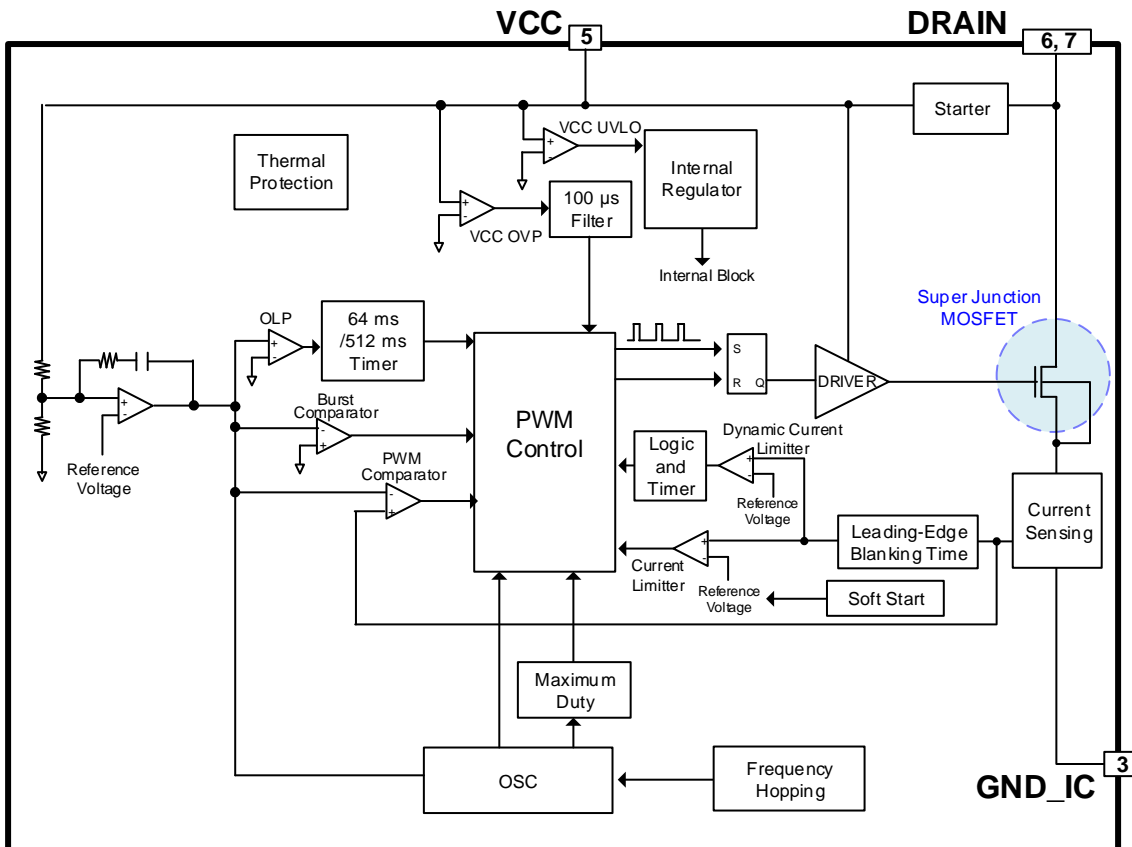 VCC
DRAIN
5
6, 7
Starter
VCC UVLO
+
-
Thermal
Protection
Internal
Regulator
100 µs
Filter
+
-
VCC OVP
Internal Block
Super Junction
MOSFET
OLP
64 ms
/512 ms
Timer
+
-
S
R
Q
DRIVER
+
-
Reference
Voltage
Burst
Comparator
-
+
PWM
Control
PWM
Comparator
-
+
Dynamic Current
Limitter
Logic
and
Timer
+
-
Reference
Voltage
Current
Sensing
Leading-Edge
Blanking Time
+
-
Current
Limitter
Reference
Voltage
Soft Start
Maximum
Duty
OSC
Frequency
Hopping
3
GND_IC